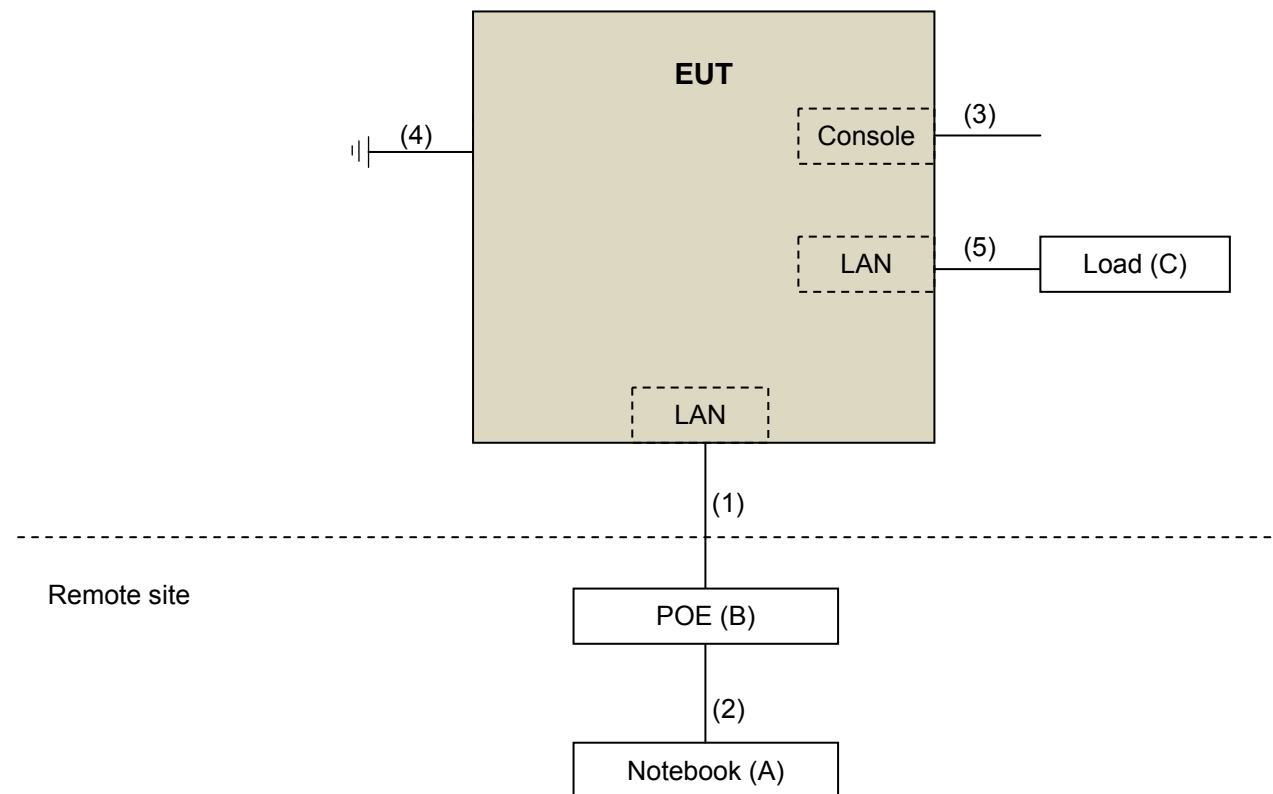 EUT
(3)
Console
(4)
(5)
LAN
Load (C)
LAN
(1)
Remote site
POE (B)
(2)
Notebook (A)